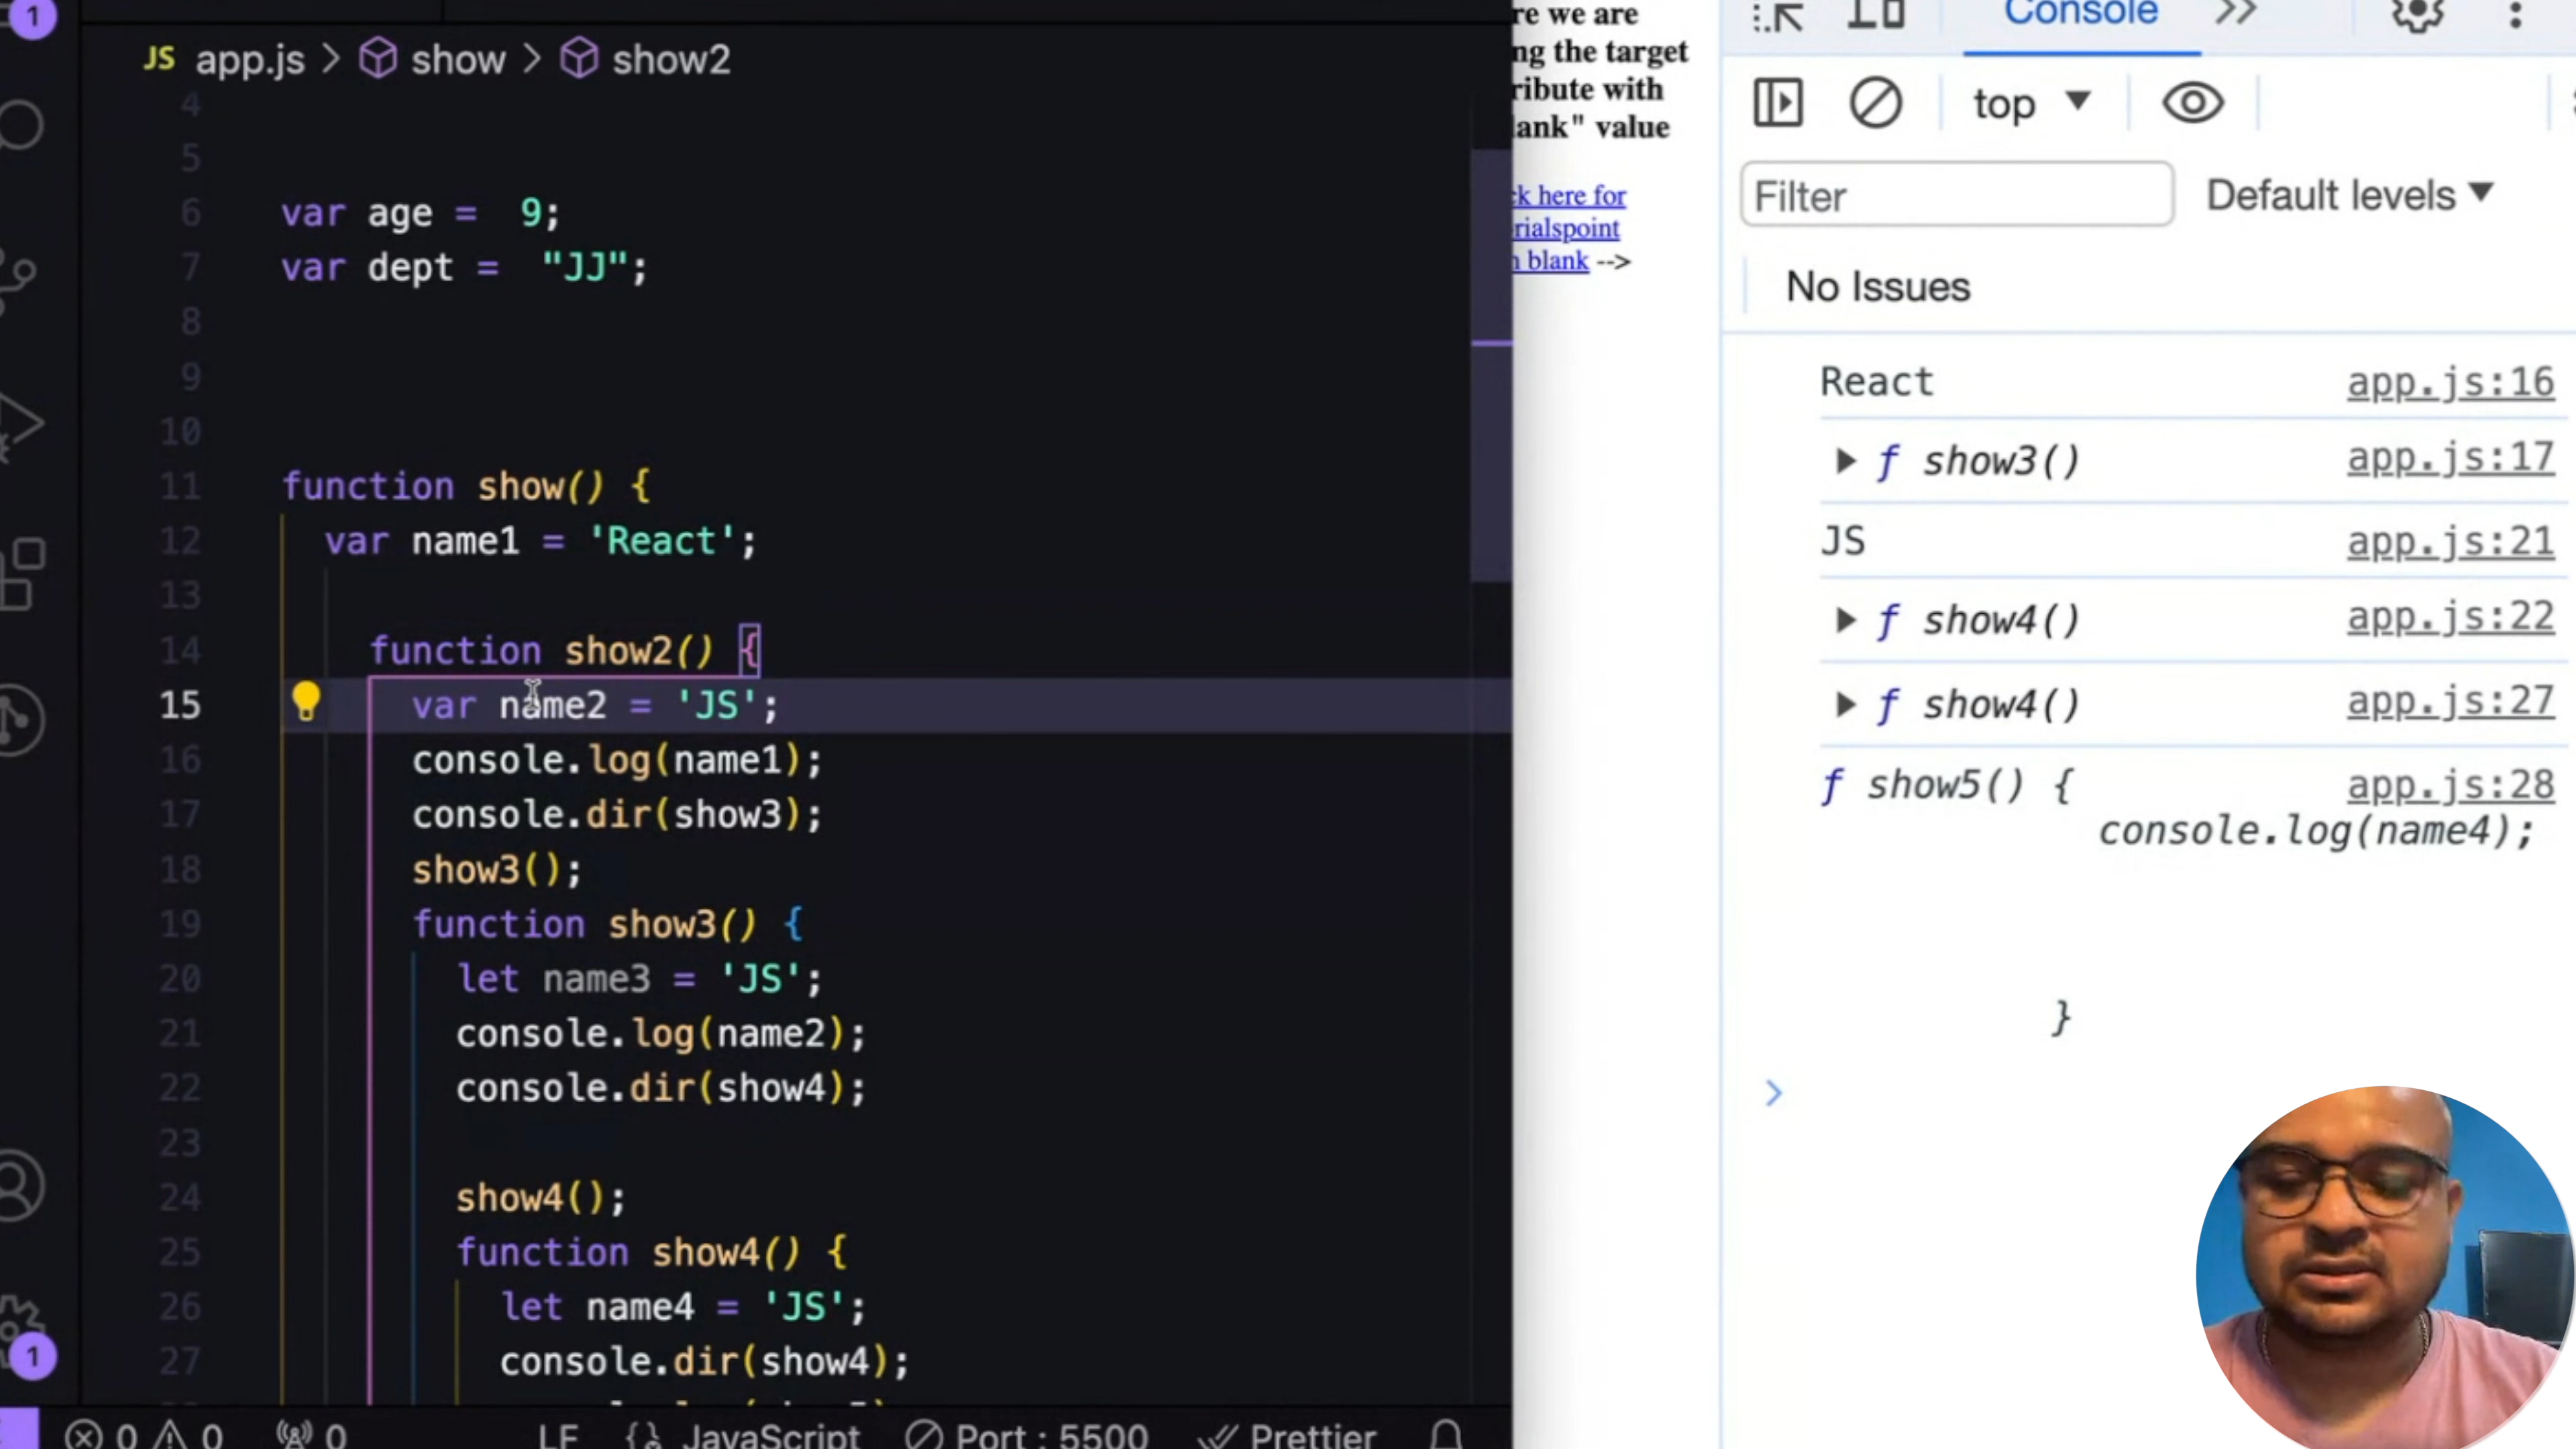 1
JS app.js > show > show2
4
5
6 var age =  9;
7 var dept =  "JJ";
8
9
10
11 function show() {
12 var name1 = 'React';
13
14 function show2() {
15 var name2 = 'JS';
16 console.log(name1);
17 console.dir(show3);
18 show3();
19 function show3() {
20 let name3 = 'JS';
21 console.log(name2);
22 console.dir(show4);
23
24 show4();
25 function show4() {
26 let name4 = 'JS';
27 console.dir(show4);
1
0 0 0 LF {} JavaScript Port : 5500 Prettier
re we are
ng the target
ribute with
ank" value
ck here for
rialspoint
n blank -->
Console >>
top
Filter Default levels
No Issues
React app.js:16
f show3() app.js:17
JS app.js:21
f show4() app.js:22
f show4() app.js:27
f show5() { app.js:28
console.log(name4);
}
>